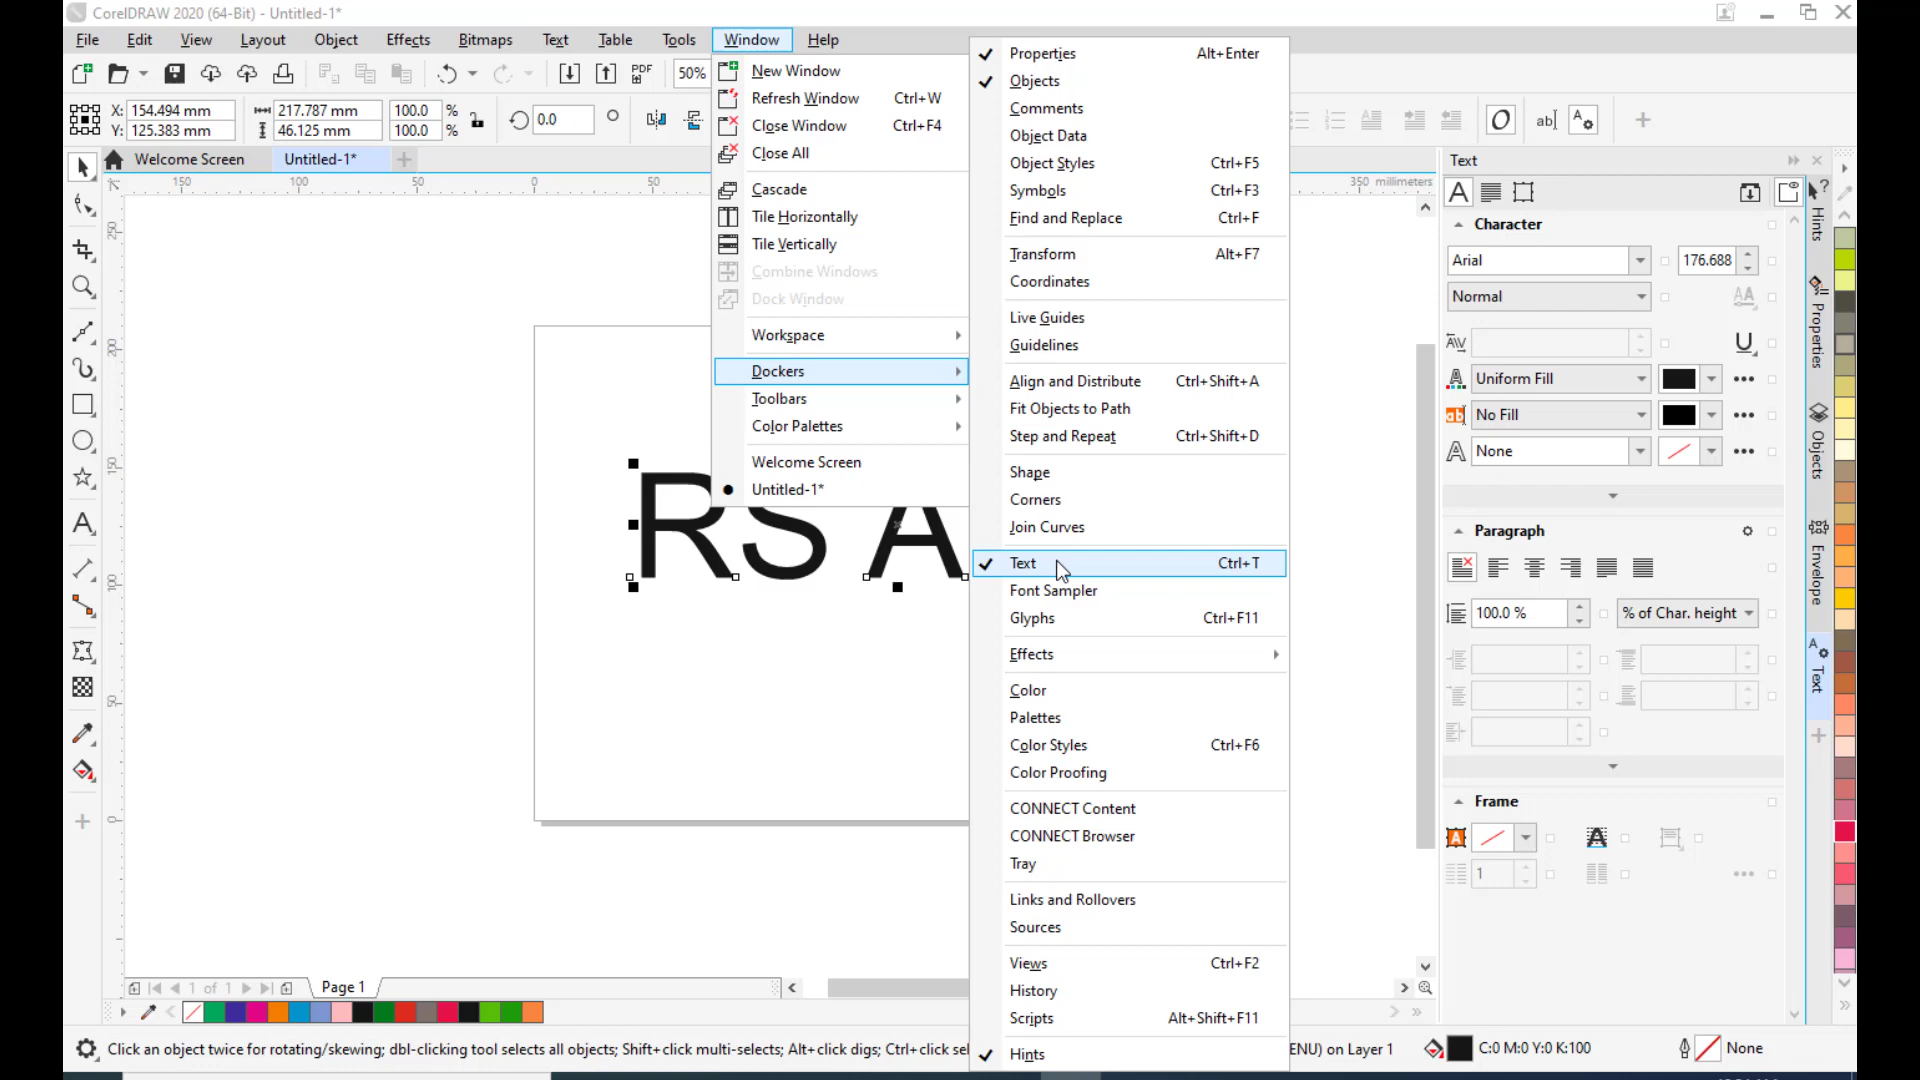 CorelDRAW 2020 (64-Bit) - Untitled-1*
File Edit View Layout Object Effects Bitmaps Text Table Tools Window Help
PDF 50%
X: 154.494 mm 217.787 mm 100.0 % 0.0
Y: 125.383 mm 46.125 mm 100.0 %
ab|
Welcome Screen Untitled-1*
150 100 50 0 50 350 millimeters
250
200
150
100
50
0
RS A
New Window
Refresh Window Ctrl+W
Close Window Ctrl+F4
Close All
Cascade
Tile Horizontally
Tile Vertically
Combine Windows
Dock Window
Workspace
Dockers
Toolbars
Color Palettes
Welcome Screen
Untitled-1*
Properties Alt+Enter
Objects
Comments
Object Data
Object Styles Ctrl+F5
Symbols Ctrl+F3
Find and Replace Ctrl+F
Transform Alt+F7
Coordinates
Live Guides
Guidelines
Align and Distribute Ctrl+Shift+A
Fit Objects to Path
Step and Repeat Ctrl+Shift+D
Shape
Corners
Join Curves
Text Ctrl+T
Font Sampler
Glyphs Ctrl+F11
Effects
Color
Palettes
Color Styles Ctrl+F6
Color Proofing
CONNECT Content
CONNECT Browser
Tray
Links and Rollovers
Sources
Views Ctrl+F2
History
Scripts Alt+Shift+F11
Hints
Text
Character
Arial 176.688
Normal
Uniform Fill
No Fill
None
Paragraph
100.0 % % of Char. height
Frame
1
Hints
Properties
Objects
Envelope
Text
1 of 1 Page 1
Click an object twice for rotating/skewing; dbl-clicking tool selects all objects; Shift+click multi-selects; Alt+click digs; Ctrl+click sel
ENU) on Layer 1 C:0 M:0 Y:0 K:100 None